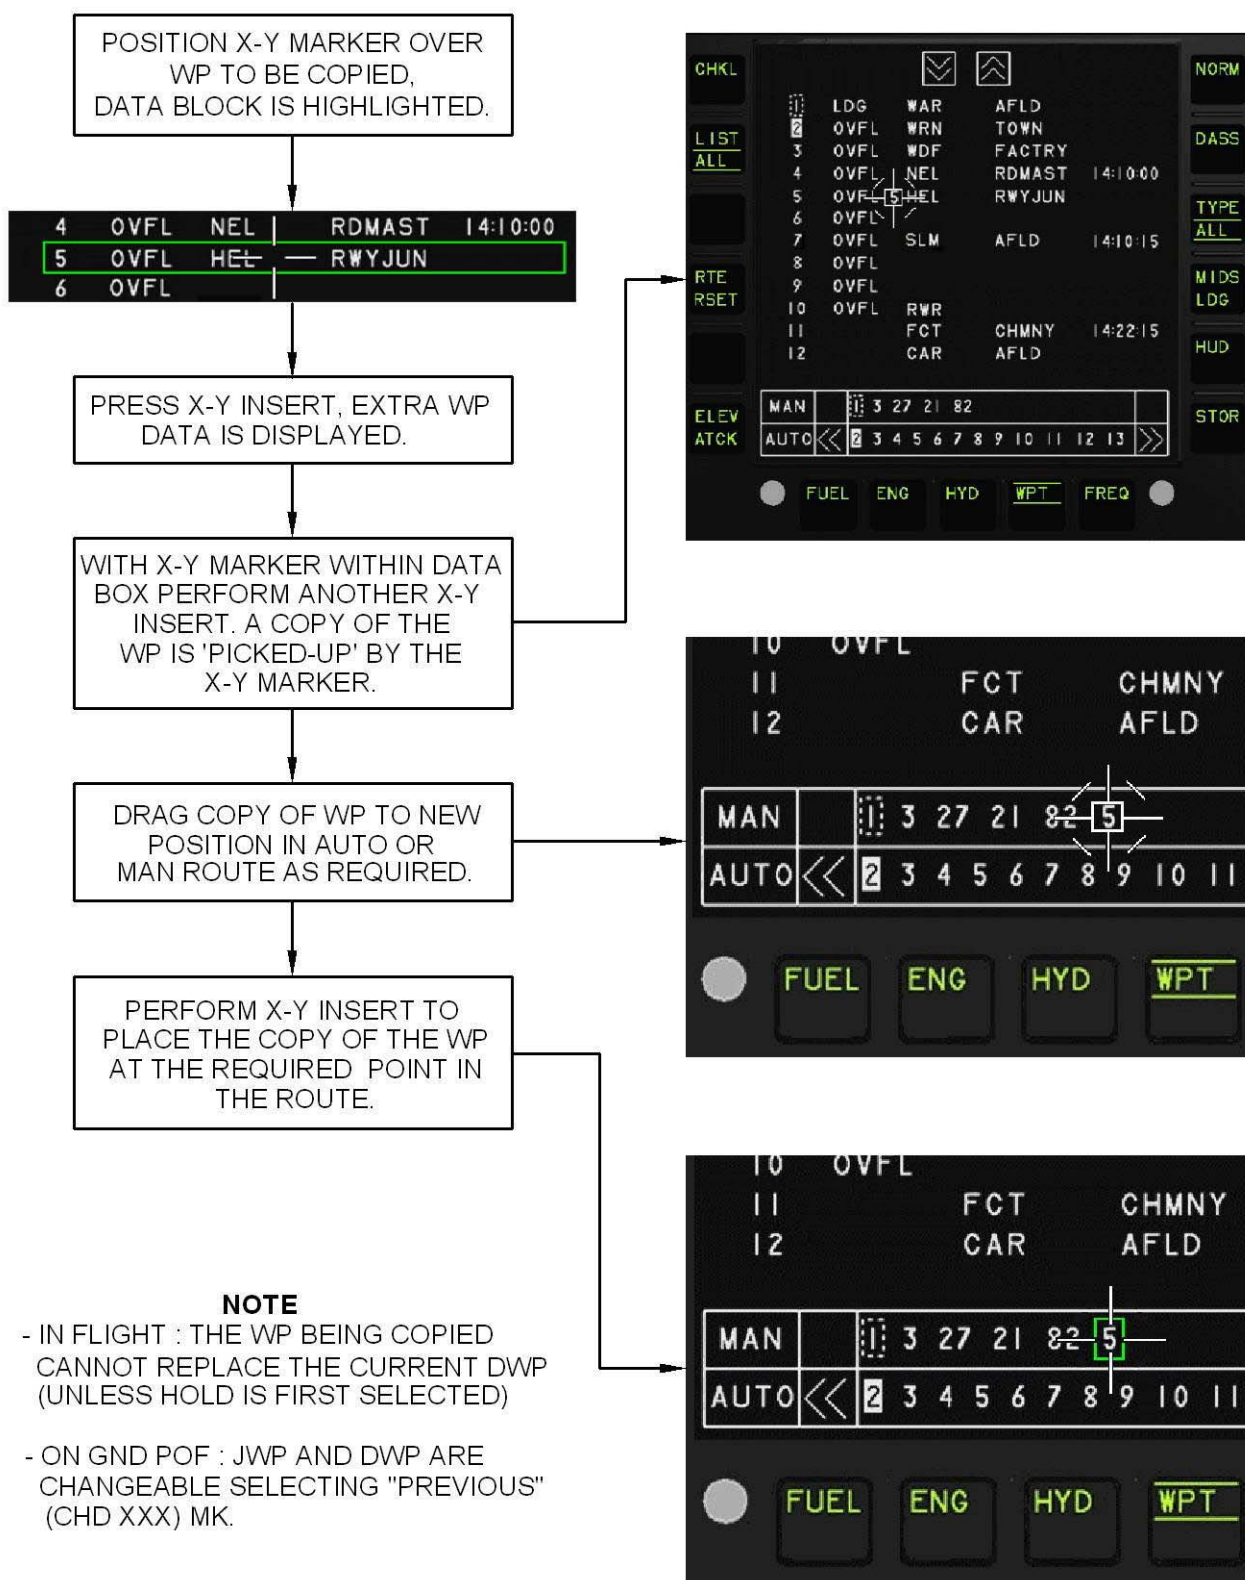 POSITION X-Y MARKER OVER
WP TO BE COPIED,
DATA BLOCK IS HIGHLIGHTED.
4 OVFL NEL RDMAST 14:10:00
5 OVFL HEL RWYJUN
6 OVFL
PRESS X-Y INSERT, EXTRA WP
DATA IS DISPLAYED.
WITH X-Y MARKER WITHIN DATA
BOX PERFORM ANOTHER X-Y
INSERT. A COPY OF THE
WP IS 'PICKED-UP' BY THE
X-Y MARKER.
DRAG COPY OF WP TO NEW
POSITION IN AUTO OR
MAN ROUTE AS REQUIRED.
PERFORM X-Y INSERT TO
PLACE THE COPY OF THE WP
AT THE REQUIRED POINT IN
THE ROUTE.
NOTE
- IN FLIGHT : THE WP BEING COPIED
CANNOT REPLACE THE CURRENT DWP
(UNLESS HOLD IS FIRST SELECTED)
- ON GND POF : JWP AND DWP ARE
CHANGEABLE SELECTING "PREVIOUS"
(CHD XXX) MK.
CHKL
LIST
ALL
RTE
RSET
ELEV
ATCK
1 LDG WAR AFLD
2 OVFL WRN TOWN
3 OVFL WDF FACTRY
4 OVFL NEL RDMAST 14:10:00
5 OVFL 5 HEL RWYJUN
6 OVFL
7 OVFL SLM AFLD 14:10:15
8 OVFL
9 OVFL
10 OVFL RWR
11 FCT CHMNY 14:22:15
12 CAR AFLD
MAN 1 3 27 21 82
AUTO << 2 3 4 5 6 7 8 9 10 11 12 13 >>
NORM
DASS
TYPE
ALL
MIDS
LDG
HUD
STOR
FUEL ENG HYD WPT FREQ
10 OVFL
11 FCT CHMNY
12 CAR AFLD
MAN 1 3 27 21 82 5
AUTO << 2 3 4 5 6 7 8 9 10 11
FUEL ENG HYD WPT
10 OVFL
11 FCT CHMNY
12 CAR AFLD
MAN 1 3 27 21 82 5
AUTO << 2 3 4 5 6 7 8 9 10 11
FUEL ENG HYD WPT